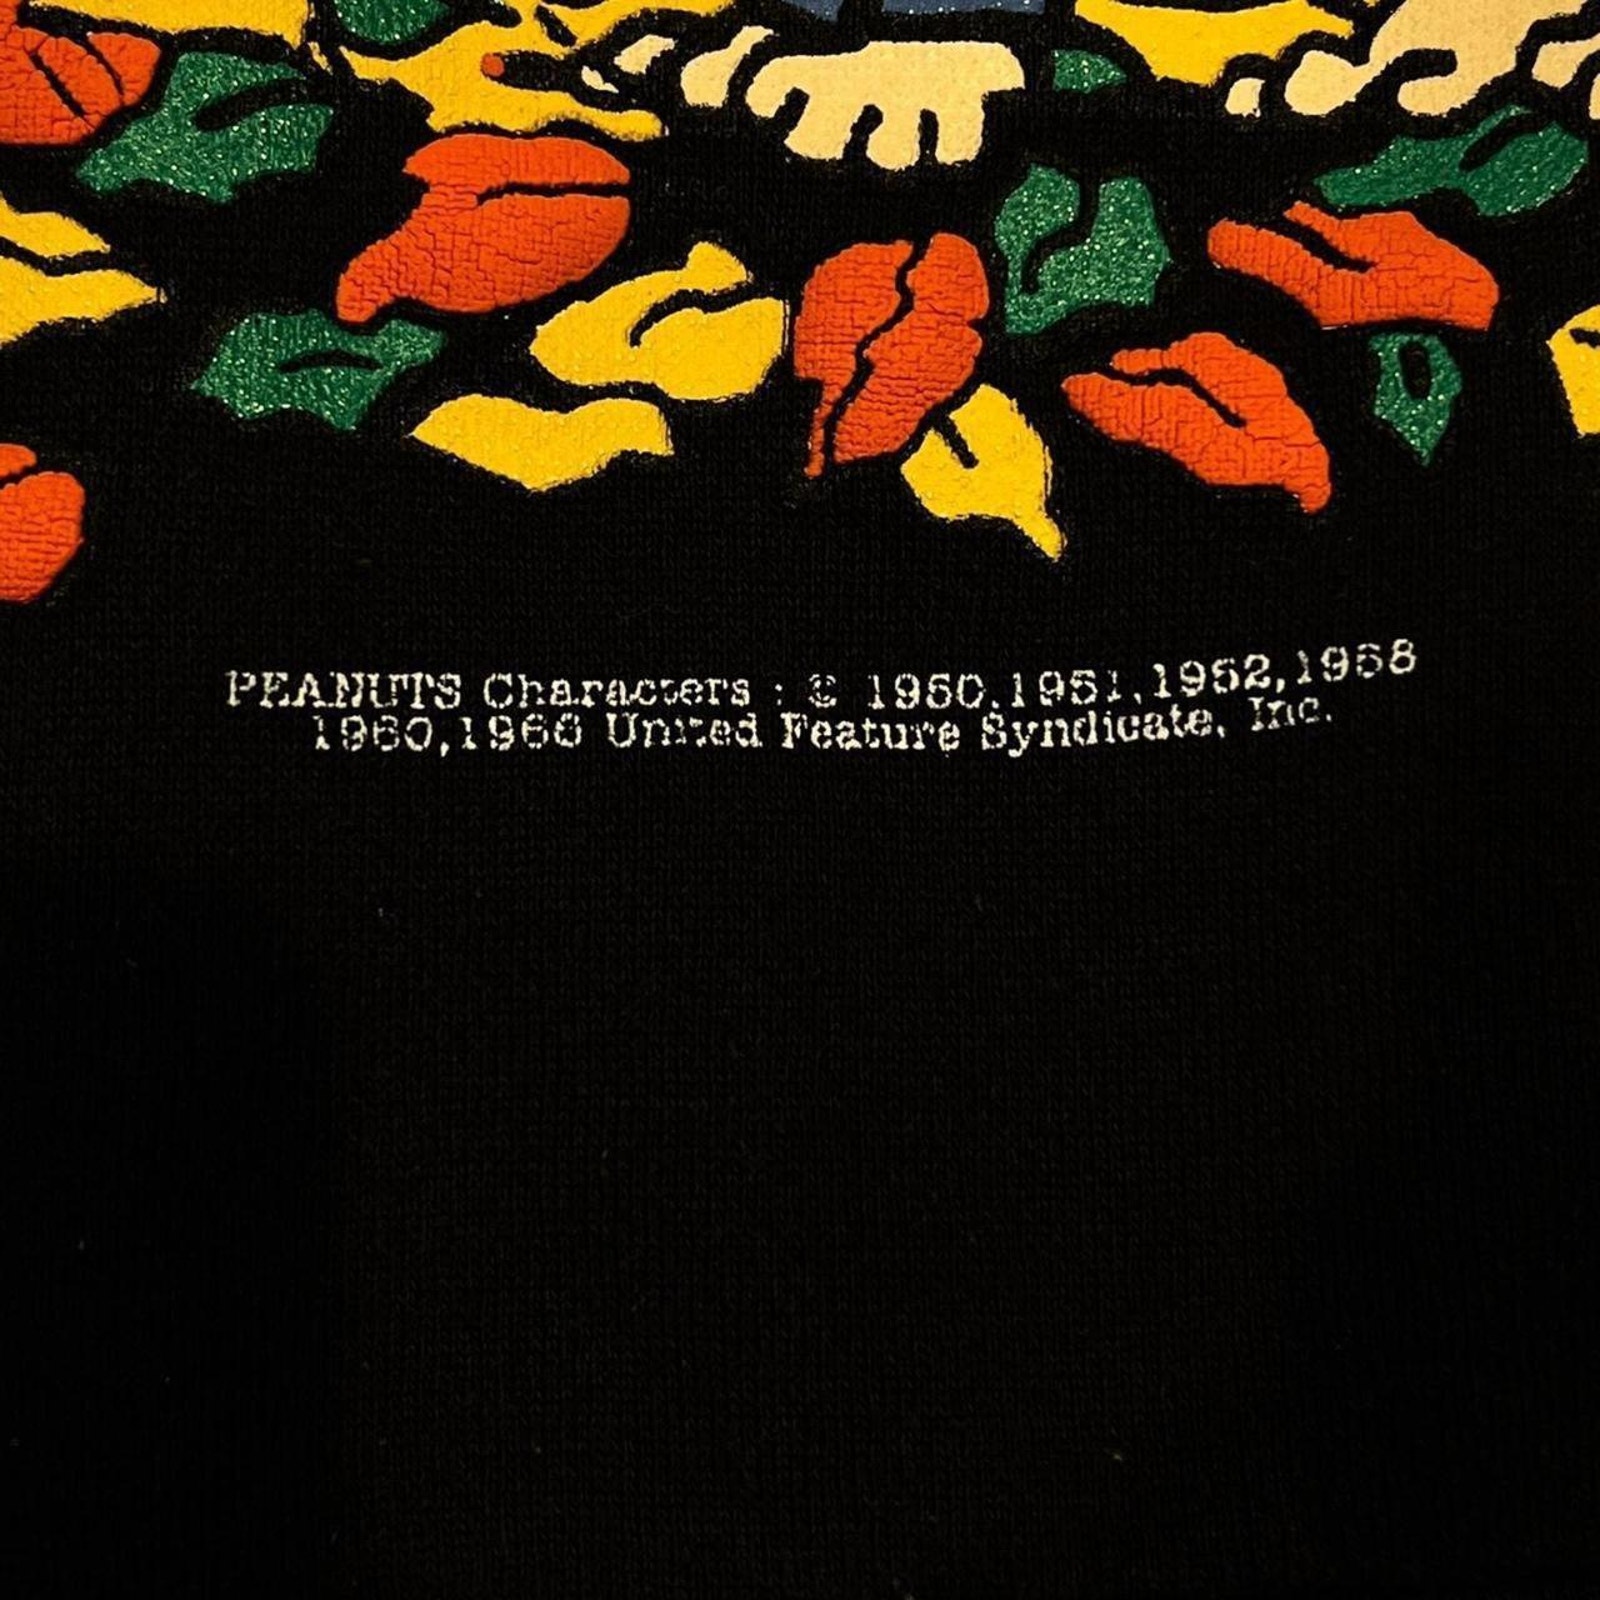 PEANUTS Characters : © 1950,1951,1952,1958
1960,1966 United Feature Syndicate, Inc.